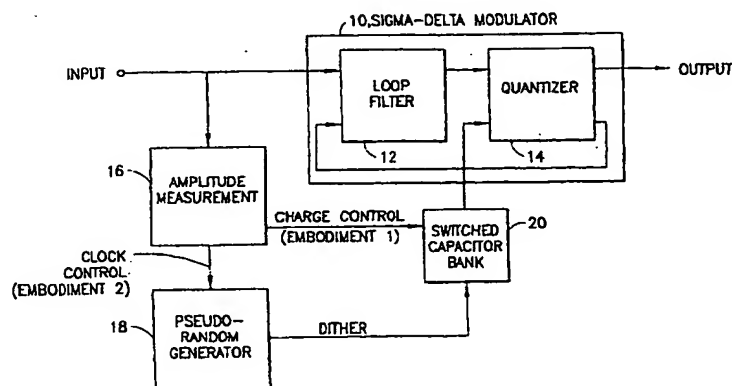 10,SIGMA-DELTA MODULATOR
INPUT
LOOP
FILTER
QUANTIZER
OUTPUT
12
14
16
AMPLITUDE
MEASUREMENT
CHARGE CONTROL
(EMBODIMENT 1)
SWITCHED
CAPACITOR
BANK
20
CLOCK
CONTROL
(EMBODIMENT 2)
18
PSEUDO-
RANDOM
GENERATOR
DITHER